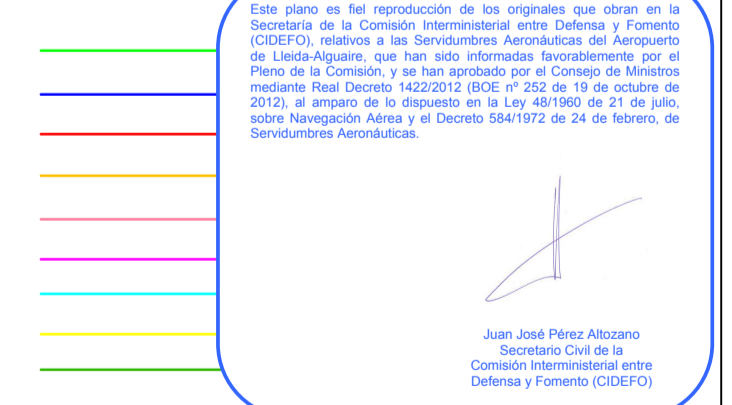 Este plano es fiel reproducción de los originales que obran en la
Secretaría de la Comisión Interministerial entre Defensa y Fomento
(CIDEFO), relativos a las Servidumbres Aeronáuticas del Aeropuerto
de Lleida-Alguaire, que han sido informadas favorablemente por el
Pleno de la Comisión, y se han aprobado por el Consejo de Ministros
mediante Real Decreto 1422/2012 (BOE nº 252 de 19 de octubre de
2012), al amparo de lo dispuesto en la Ley 48/1960 de 21 de julio,
sobre Navegación Aérea y el Decreto 584/1972 de 24 de febrero, de
Servidumbres Aeronáuticas.
Juan José Pérez Altozano
Secretario Civil de la
Comisión Interministerial entre
Defensa y Fomento (CIDEFO)